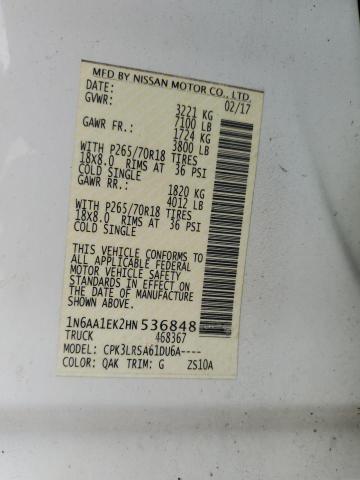 MFD BY NISSAN MOTOR CO., LTD.
DATE: 02/17
GVWR: 3221 KG
7100 LB
GAWR FR.: 1724 KG
3800 LB
WITH P265/70R18 TIRES
18X8.0 RIMS AT 36 PSI
COLD SINGLE
GAWR RR.: 1820 KG
4012 LB
WITH P265/70R18 TIRES
18X8.0 RIMS AT 36 PSI
COLD SINGLE
THIS VEHICLE CONFORMS TO
ALL APPLICABLE FEDERAL
MOTOR VEHICLE SAFETY
STANDARDS IN EFFECT ON
THE DATE OF MANUFACTURE
SHOWN ABOVE.
1N6AA1EK2HN536848
TRUCK 468367
MODEL: CPK3LRSA61DU6A----
COLOR: QAK TRIM: G ZS10A